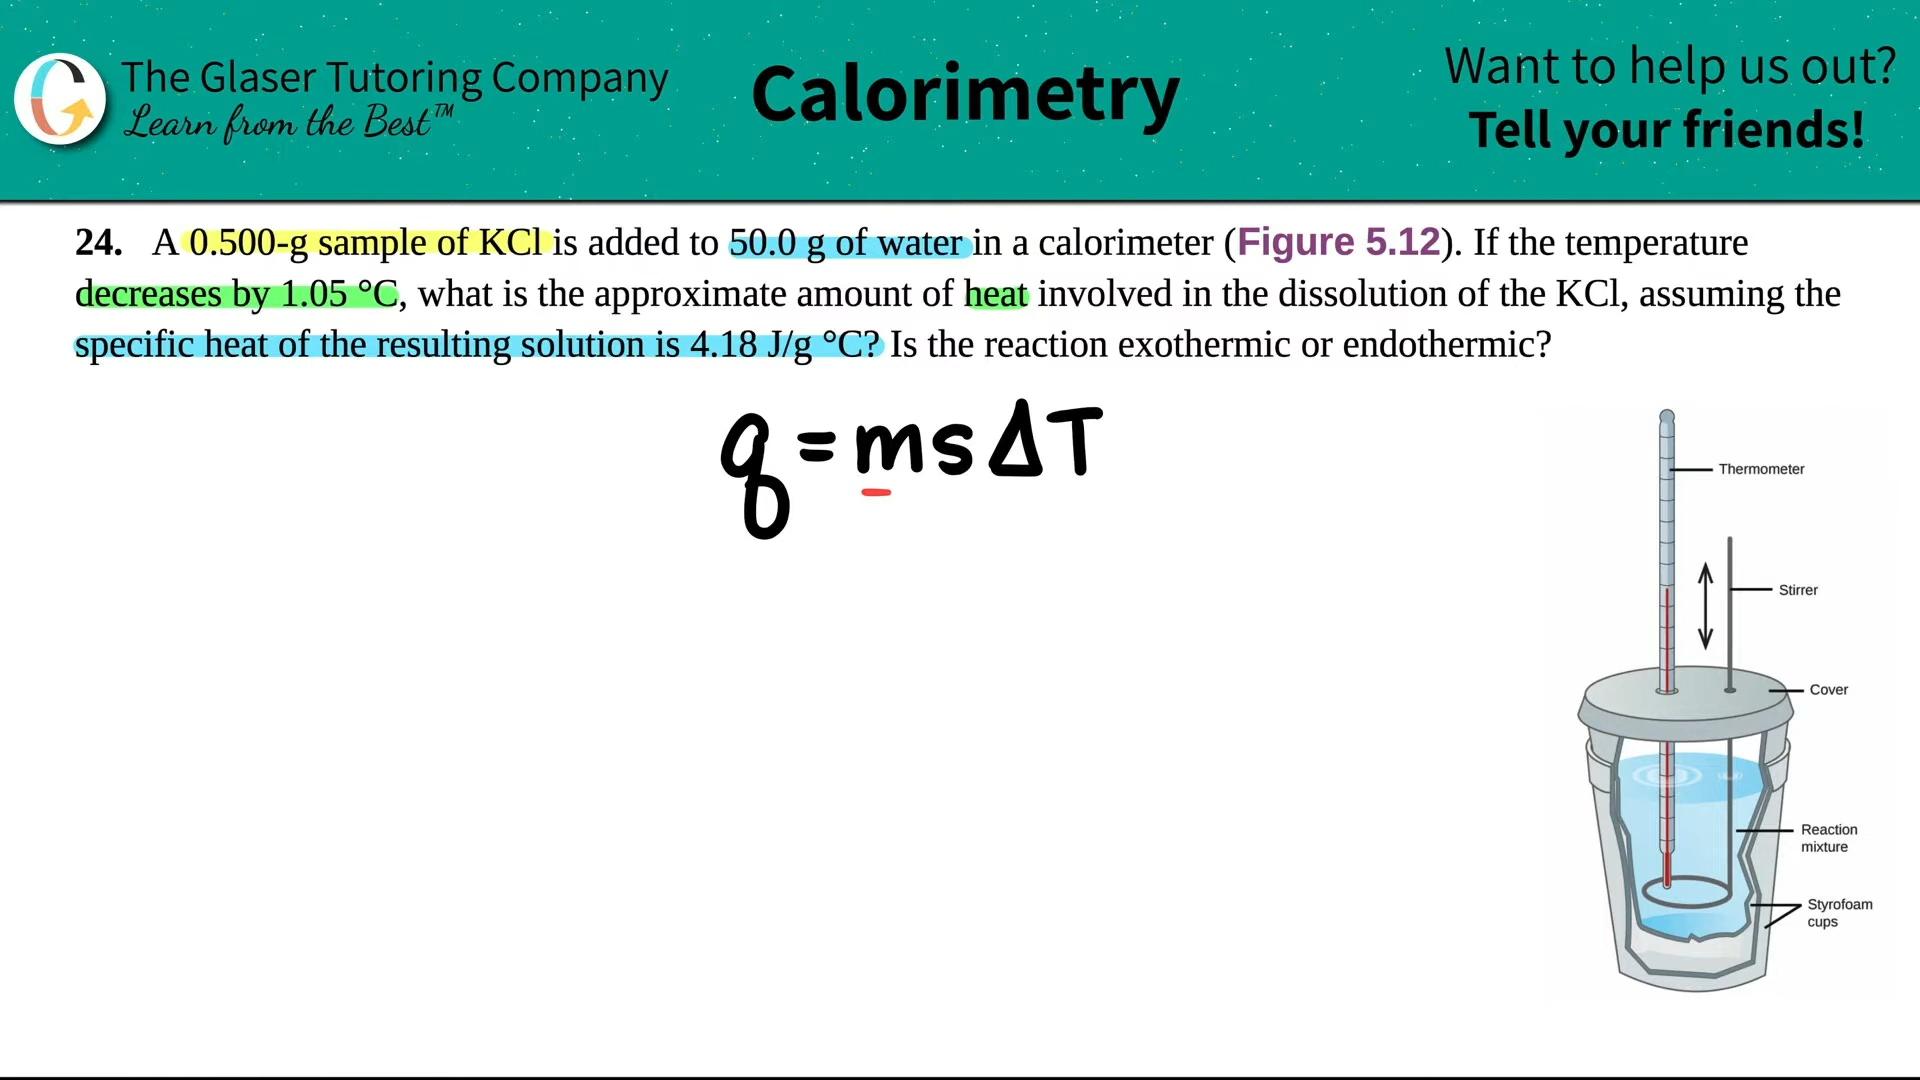 The Glaser Tutoring Company
Learn from the Best™
Calorimetry
Want to help us out?
Tell your friends!
24. A 0.500-g sample of KCl is added to 50.0 g of water in a calorimeter (Figure 5.12). If the temperature
decreases by 1.05 °C, what is the approximate amount of heat involved in the dissolution of the KCl, assuming the
specific heat of the resulting solution is 4.18 J/g °C? Is the reaction exothermic or endothermic?
q = msΔT
Thermometer
Stirrer
Cover
Reaction
mixture
Styrofoam
cups